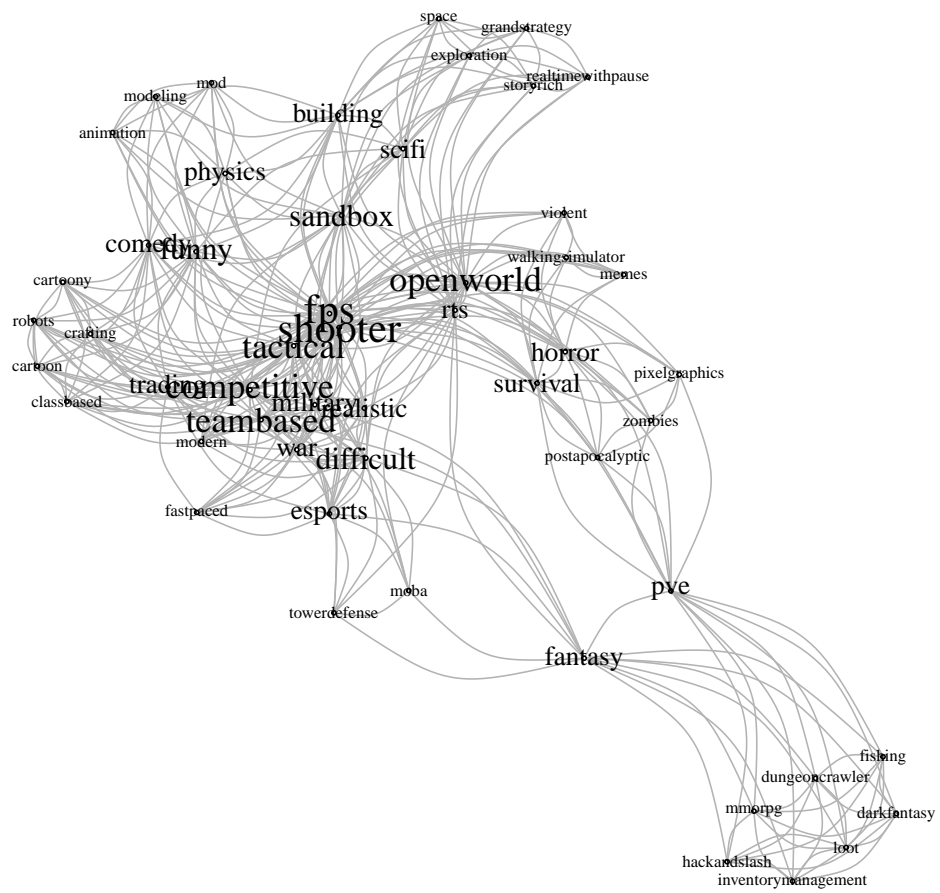 space
grandstrategy
exploration
realtimewithpause
storyrich
mod
modeling
building
animation
scifi
physics
sandbox
violent
comedy
funny
walkingsimulator
memes
cartoony
openworld
fps
rts
robots
crafting
shooter
tactical
horror
cartoon
pixelgraphics
trading
competitive
survival
classbased
military
realistic
teambased
zombies
modern
war
postapocalyptic
difficult
fastpaced
esports
pve
moba
towerdefense
fantasy
fishing
dungeoncrawler
mmorpg
darkfantasy
loot
hackandslash
inventorymanagement